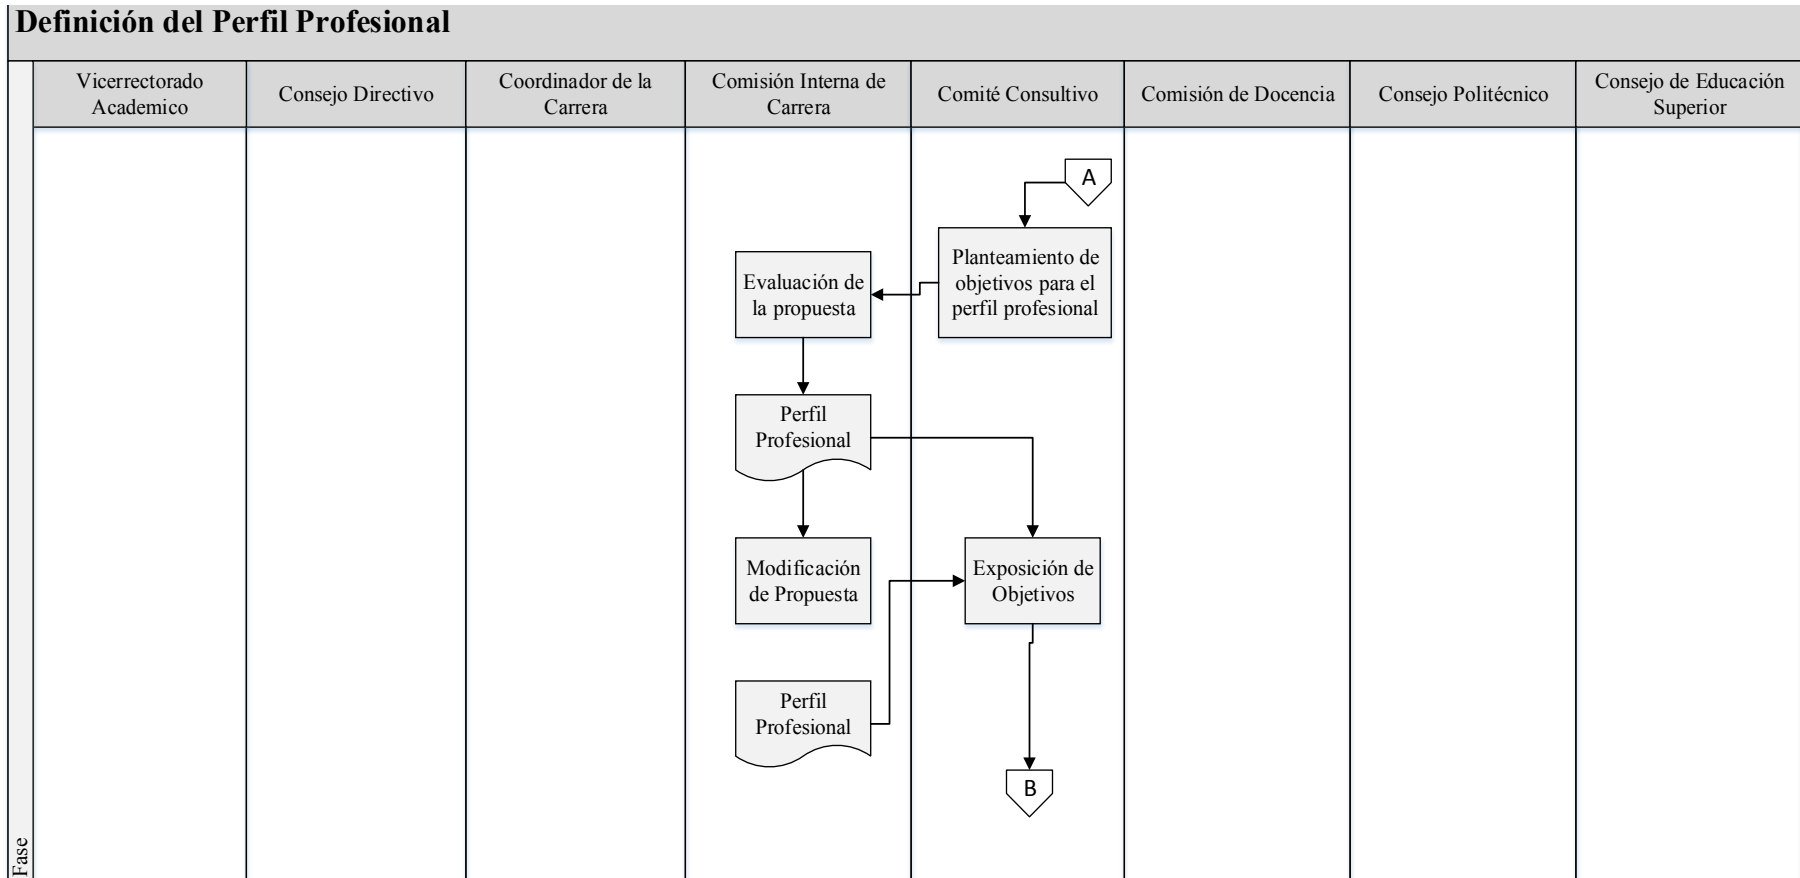 Definición del Perfil Profesional
Vicerrectorado
Academico
Consejo Directivo
Coordinador de la
Carrera
Comisión Interna de
Carrera
Comité Consultivo
Comisión de Docencia
Consejo Politécnico
Consejo de Educación
Superior
A
Planteamiento de
objetivos para el
perfil profesional
Evaluación de
la propuesta
Perfil
Profesional
Modificación
de Propuesta
Exposición de
Objetivos
Perfil
Profesional
B
Fase